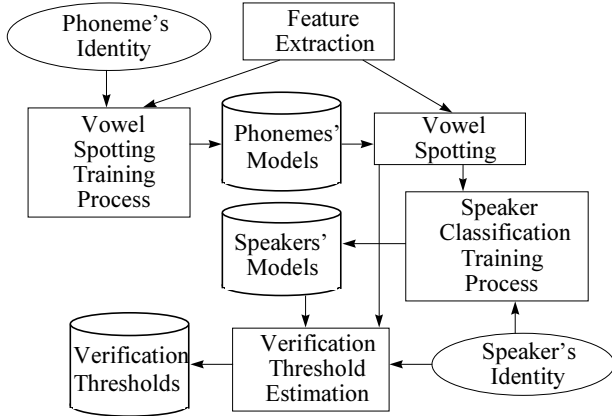 Phoneme’s
Identity
Feature
Extraction
Vowel
Spotting
Training
Process
Phonemes’
Models
Vowel
Spotting
Speakers’
Models
Speaker
Classification
Training
Process
Verification
Thresholds
Verification
Threshold
Estimation
Speaker’s
Identity